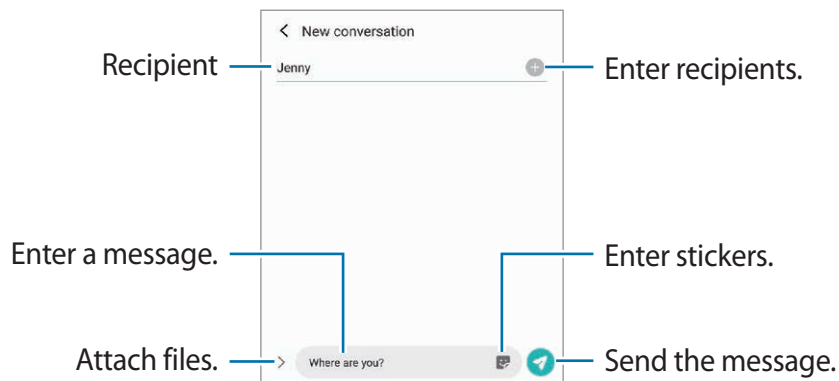 New conversation
Recipient
Jenny
Enter recipients.
Enter a message.
Enter stickers.
Attach files.
Where are you?
Send the message.